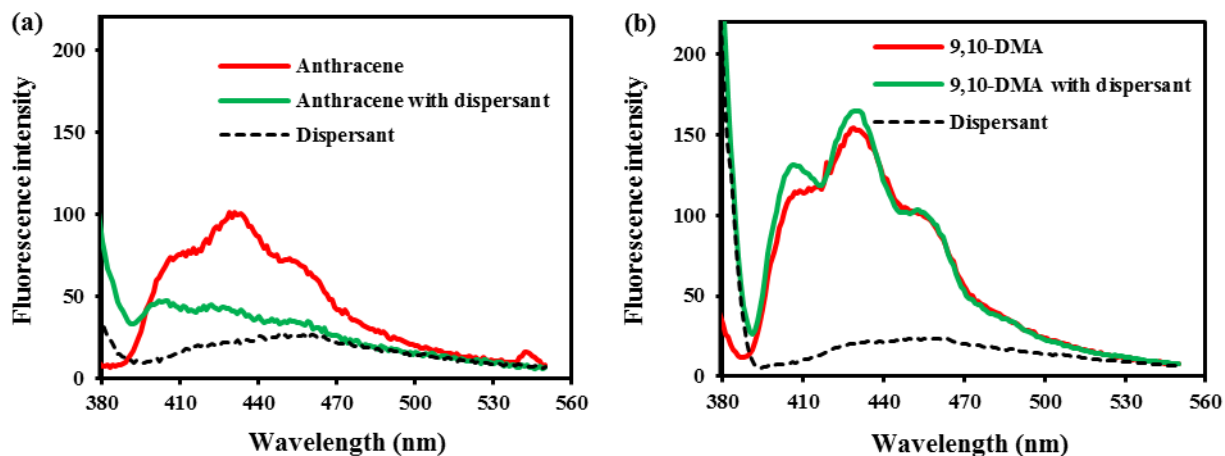 (a)
200
150
100
50
0
Fluorescence intensity
Anthracene
Anthracene with dispersant
Dispersant
380 410 440 470 500 530 560
Wavelength (nm)
(b)
200
150
100
50
0
Fluorescence intensity
9,10-DMA
9,10-DMA with dispersant
Dispersant
380 410 440 470 500 530 560
Wavelength (nm)